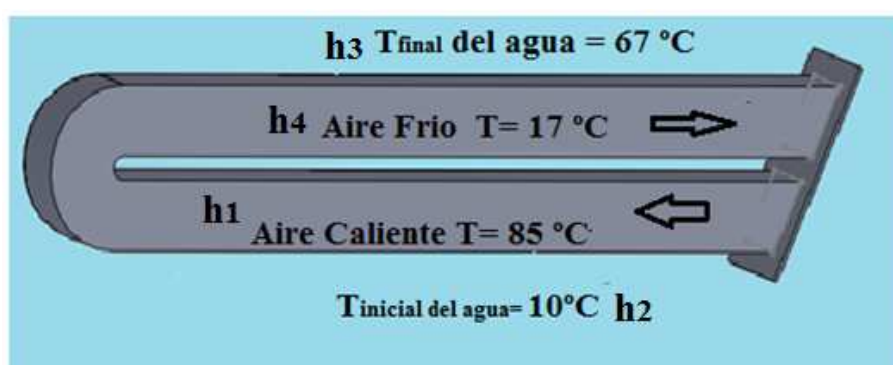 h3 Tfinal del agua = 67 ºC
h4 Aire Frio T= 17 ºC
h1 Aire Caliente T= 85 ºC
Tinicial del agua= 10ºC h2